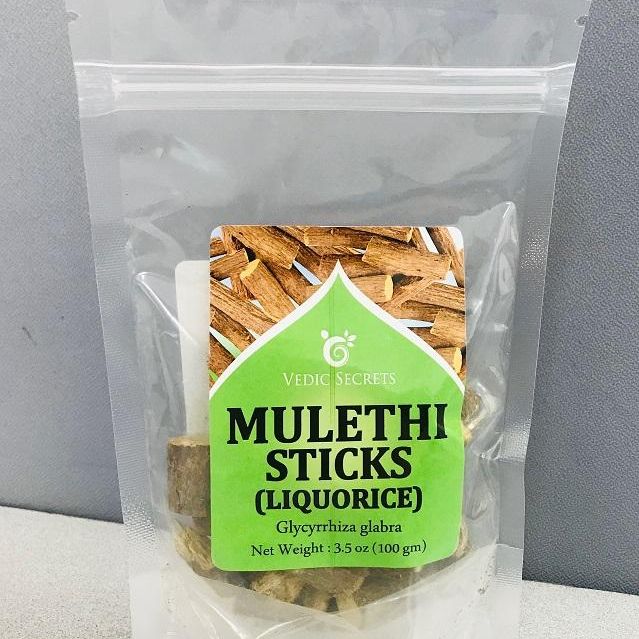 VEDIC SECRETS
MULETHI
STICKS
(LIQUORICE)
Glycyrrhiza glabra
Net Weight : 3.5 oz (100 gm)